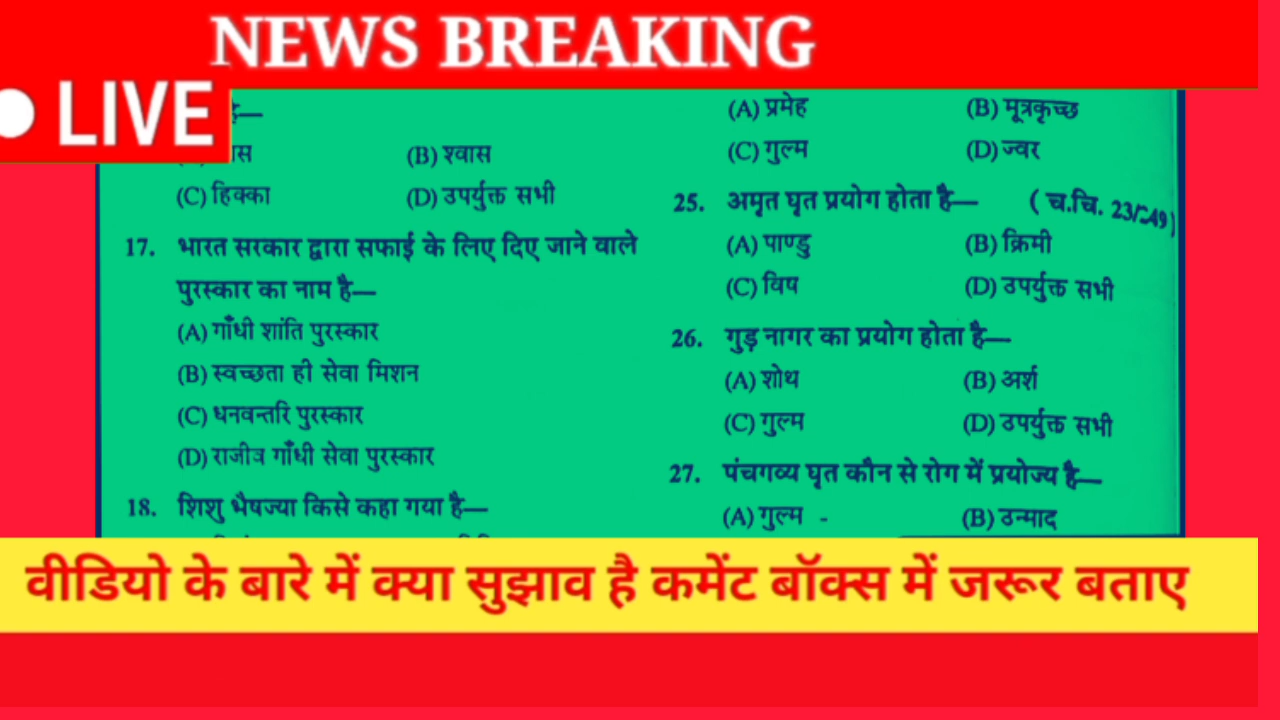 NEWS BREAKING
LIVE
है—
(B) श्वास
(C) हिक्का (D) उपर्युक्त सभी
17. भारत सरकार द्वारा सफाई के लिए दिए जाने वाले
पुरस्कार का नाम है—
(A) गाँधी शांति पुरस्कार
(B) स्वच्छता ही सेवा मिशन
(C) धनवन्तरि पुरस्कार
(D) राजीव गाँधी सेवा पुरस्कार
18. शिशु भैषज्या किसे कहा गया है—
(A) प्रमेह (B) मूत्रकृच्छ
(C) गुल्म (D) ज्वर
25. अमृत घृत प्रयोग होता है— ( च.चि. 23/249)
(A) पाण्डु (B) क्रिमी
(C) विष (D) उपर्युक्त सभी
26. गुड़ नागर का प्रयोग होता है—
(A) शोथ (B) अर्श
(C) गुल्म (D) उपर्युक्त सभी
27. पंचगव्य घृत कौन से रोग में प्रयोज्य है—
(A) गुल्म - (B) उन्माद
वीडियो के बारे में क्या सुझाव है कमेंट बॉक्स में जरूर बताए